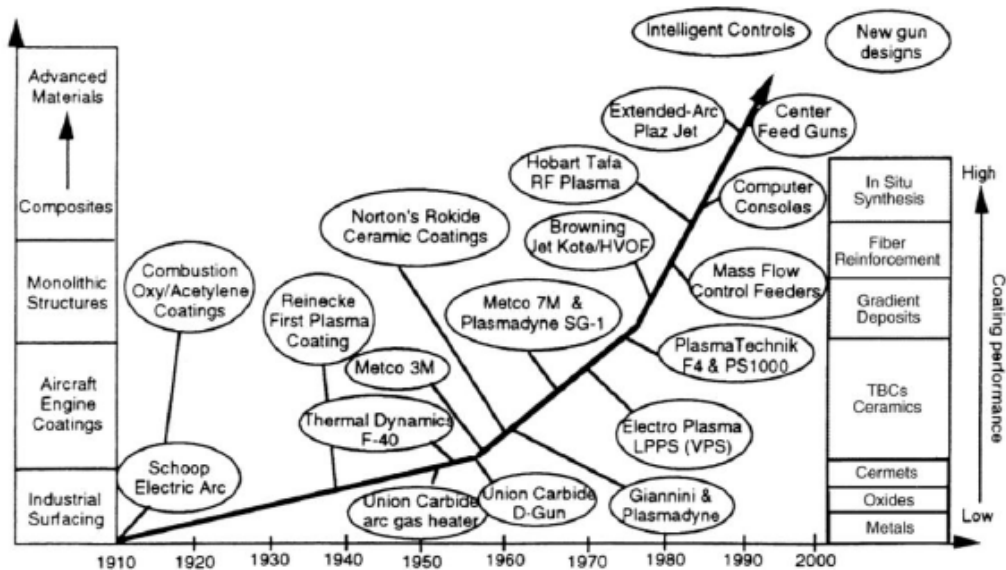 Intelligent Controls
New gun
designs
Advanced
Materials
Extended-Arc
Plaz Jet
Center
Feed Guns
Hobart Tafa
RF Plasma
High
In Situ
Synthesis
Composites
Norton's Rokide
Ceramic Coatings
Computer
Consoles
Browning
Jet Kote/HVOF
Fiber
Reinforcement
Monolithic
Structures
Combustion
Oxy/Acetylene
Coatings
Reinecke
First Plasma
Coating
Metco 7M &
Plasmadyne SG-1
Mass Flow
Control Feeders
Gradient
Deposits
Coating performance
Metco 3M
PlasmaTechnik
F4 & PS1000
Aircraft
Engine
Coatings
Thermal Dynamics
F-40
Electro Plasma
LPPS (VPS)
TBCs
Ceramics
Schoop
Electric Arc
Cermets
Industrial
Surfacing
Union Carbide
arc gas heater
Union Carbide
D-Gun
Giannini &
Plasmadyne
Oxides
Low
Metals
1910 1920 1930 1940 1950 1960 1970 1980 1990 2000